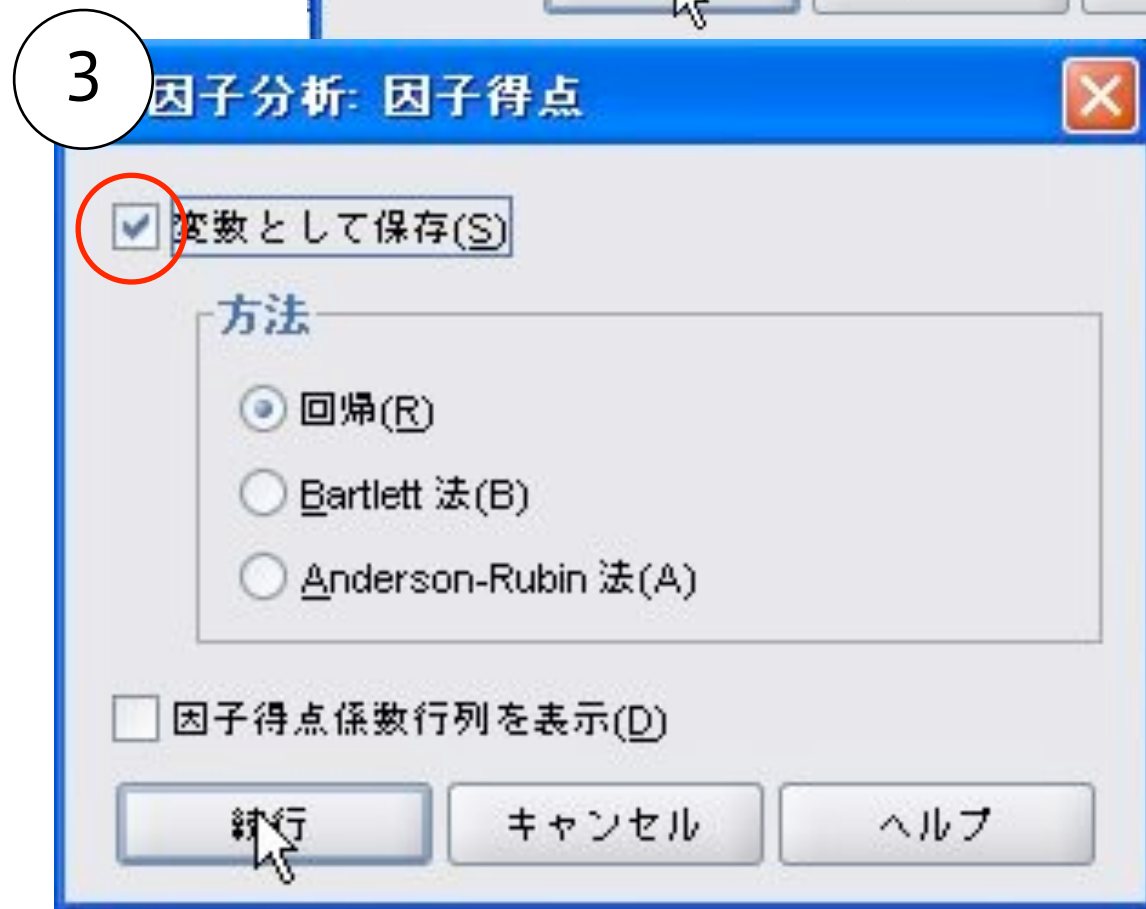 3
因子分析: 因子得点
変数として保存(S)
方法
回帰(R)
Bartlett 法(B)
Anderson-Rubin 法(A)
因子得点係数行列を表示(D)
続行
キャンセル
ヘルプ